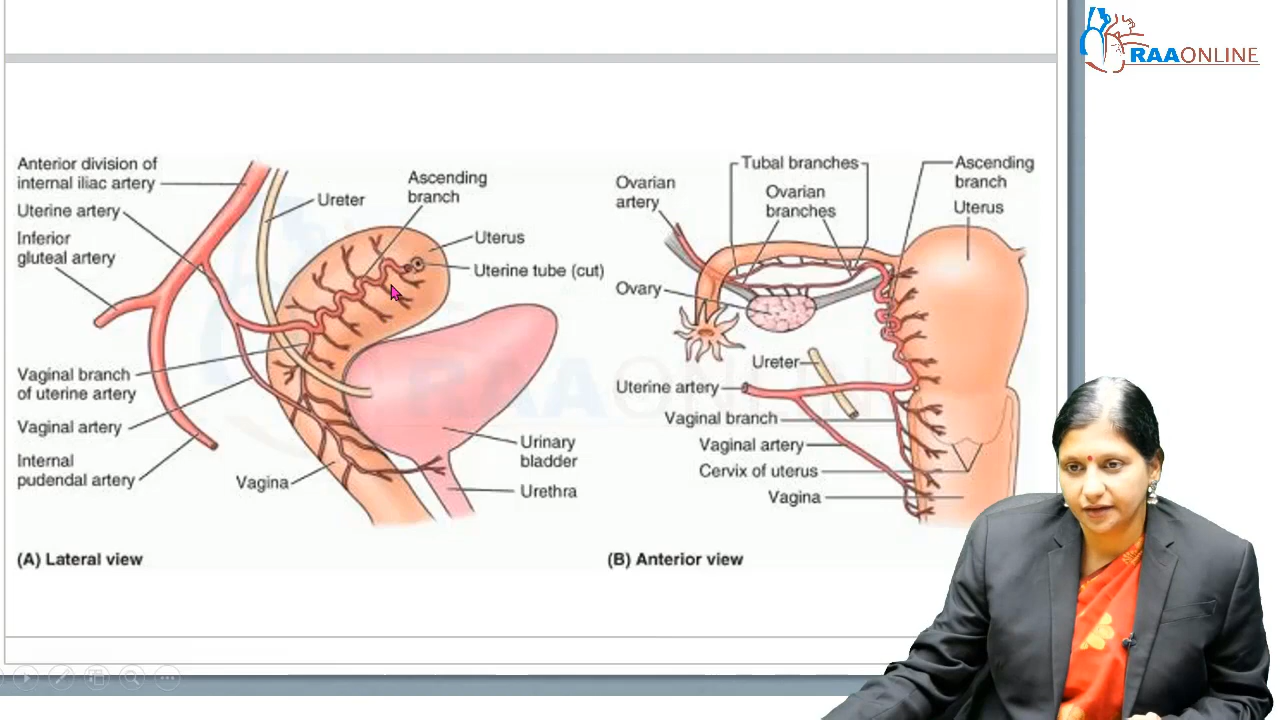 RAAONLINE
Anterior division of
internal iliac artery
Uterine artery
Inferior
gluteal artery
Ureter
Ascending
branch
Uterus
Uterine tube (cut)
Vaginal branch
of uterine artery
Vaginal artery
Internal
pudendal artery
Vagina
Urinary
bladder
Urethra
(A) Lateral view
Tubal branches
Ovarian
artery
Ovarian
branches
Ascending
branch
Uterus
Ovary
Ureter
Uterine artery
Vaginal branch
Vaginal artery
Cervix of uterus
Vagina
(B) Anterior view
RAAONLINE